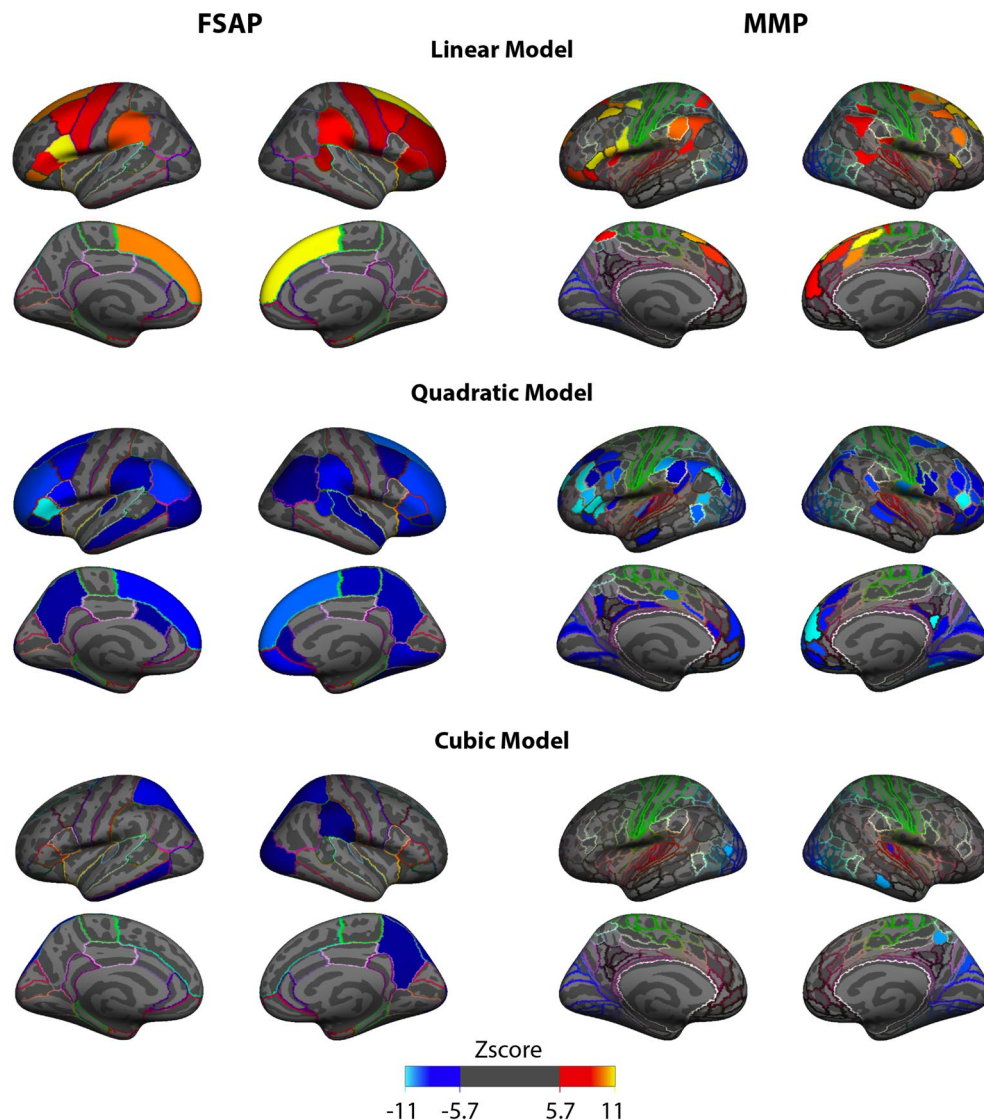 FSAP MMP
Linear Model
Quadratic Model
Cubic Model
Zscore
-11 -5.7 5.7 11